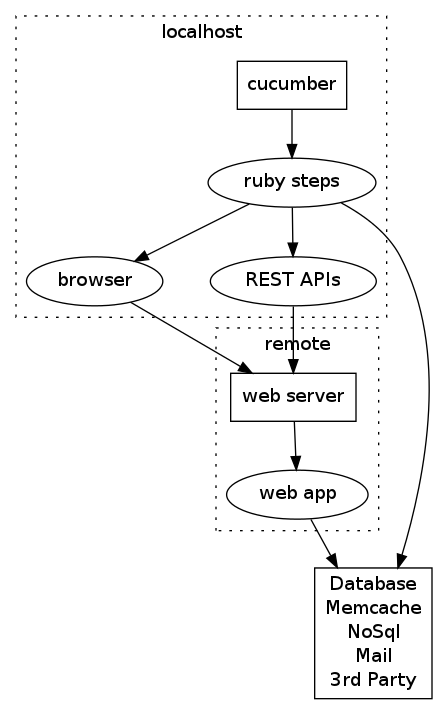 localhost
cucumber
ruby steps
browser
REST APIs
remote
web server
web app
Database
Memcache
NoSql
Mail
3rd Party